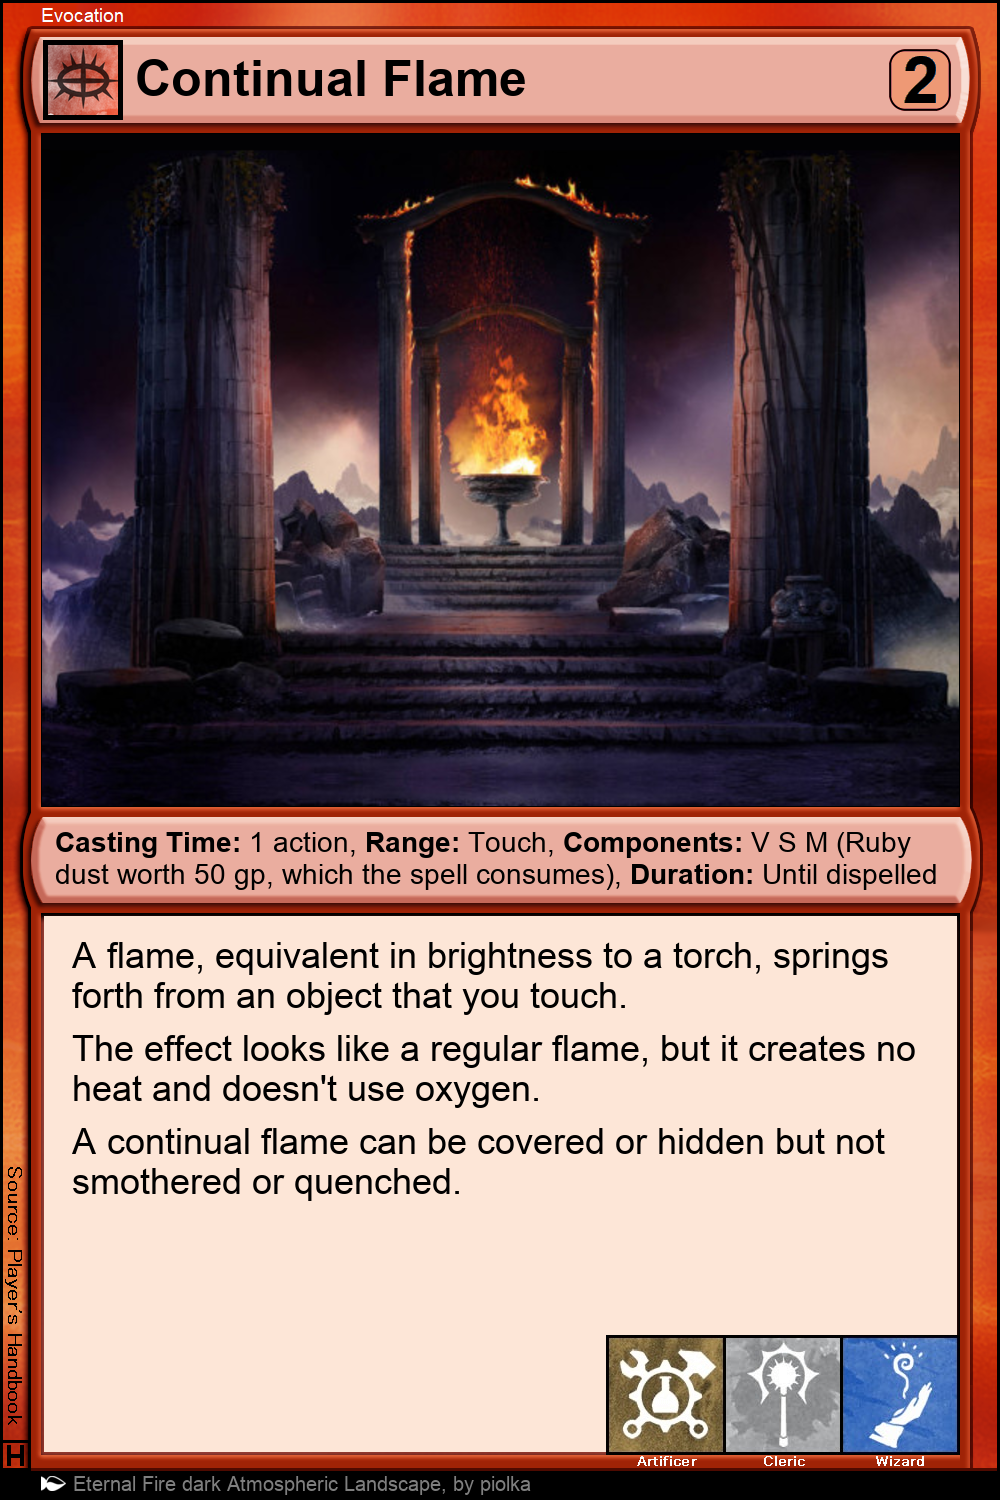 Evocation
Continual Flame
2
Casting Time: 1 action, Range: Touch, Components: V S M (Ruby
dust worth 50 gp, which the spell consumes), Duration: Until dispelled
A flame, equivalent in brightness to a torch, springs
forth from an object that you touch.
The effect looks like a regular flame, but it creates no
heat and doesn't use oxygen.
A continual flame can be covered or hidden but not
smothered or quenched.
Source: Player's Handbook
H
Artificer
Cleric
Wizard
Eternal Fire dark Atmospheric Landscape, by piolka